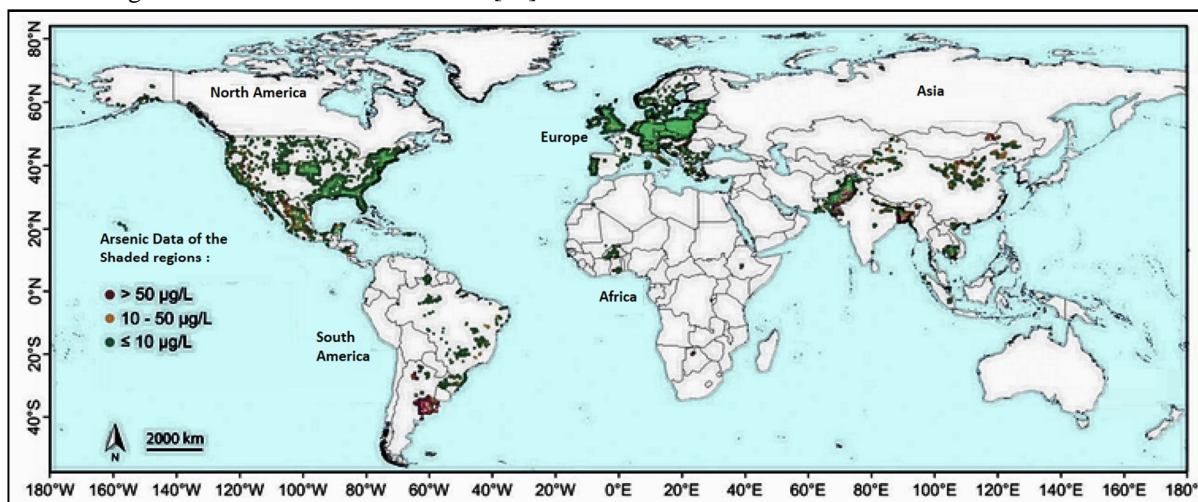 80°N
60°N
40°N
20°N
0°N
20°S
40°S
North America
Asia
Europe
Arsenic Data of the
Shaded regions :
> 50 µg/L
10 - 50 µg/L
≤ 10 µg/L
Africa
South
America
N
2000 km
180°W 160°W 140°W 120°W 100°W 80°W 60°W 40°W 20°W 0°E 20°E 40°E 60°E 80°E 100°E 120°E 140°E 160°E 180°E